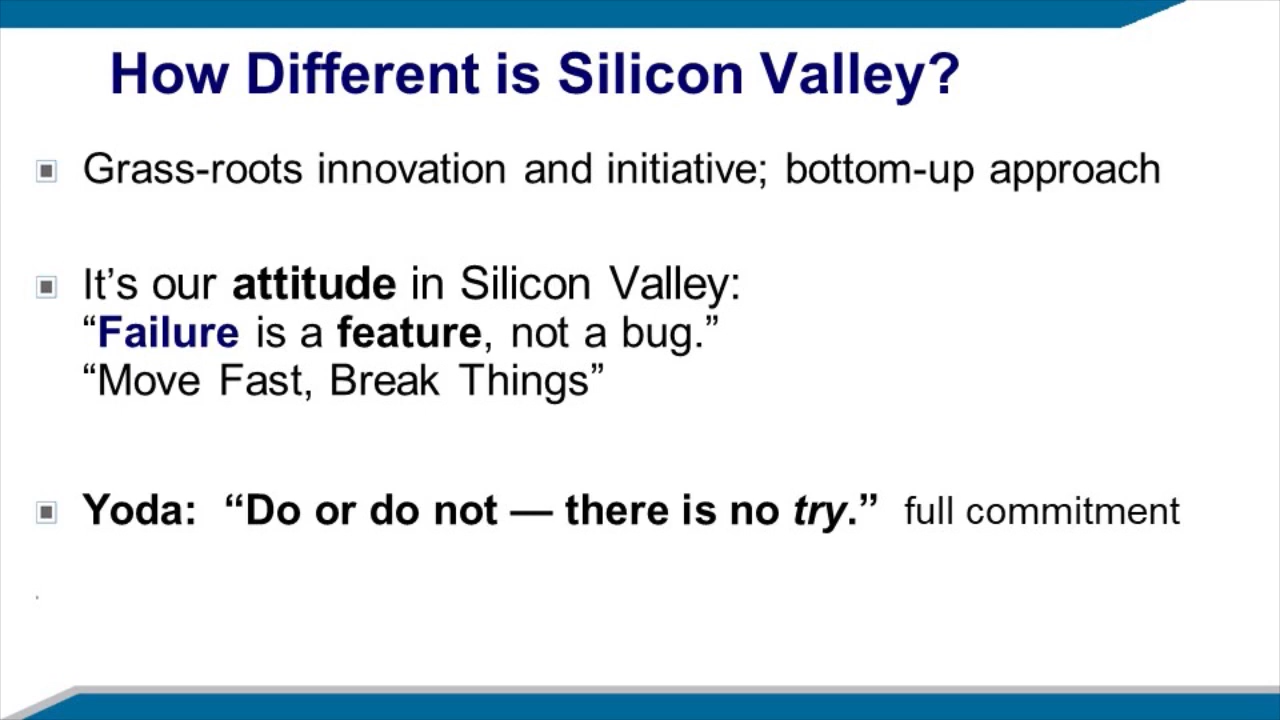 How Different is Silicon Valley?
Grass-roots innovation and initiative; bottom-up approach
It’s our attitude in Silicon Valley:
“Failure is a feature, not a bug.”
“Move Fast, Break Things”
Yoda: “Do or do not — there is no try.” full commitment